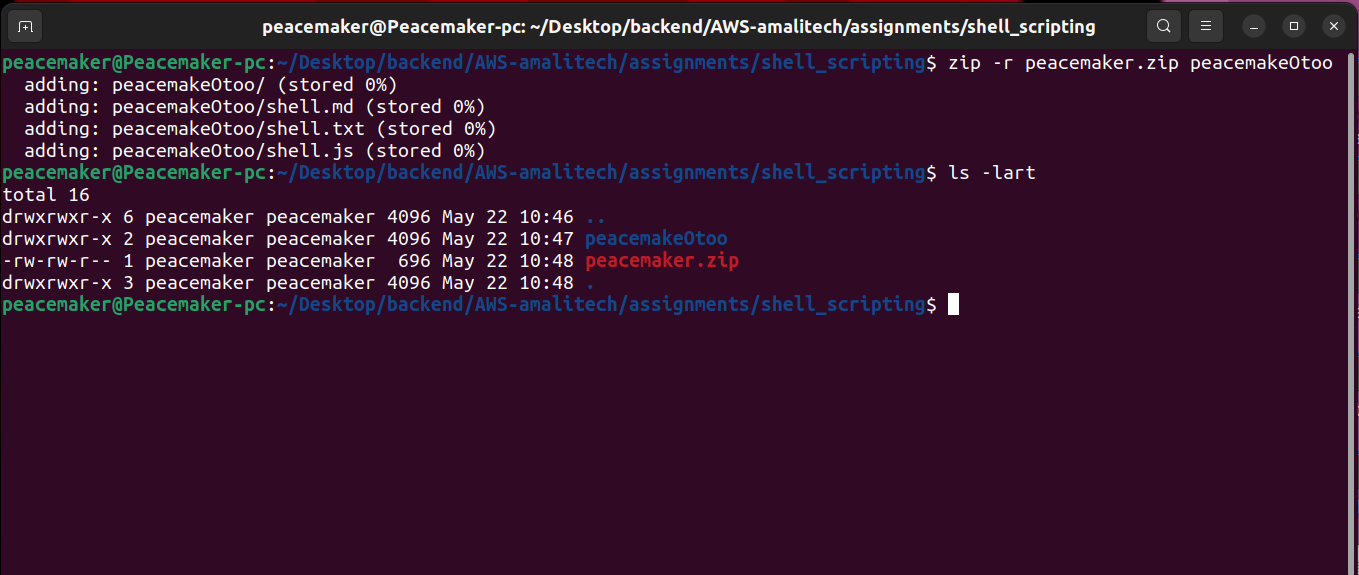 peacemaker@Peacemaker-pc: ~/Desktop/backend/AWS-amalitech/assignments/shell_scripting
peacemaker@Peacemaker-pc:~/Desktop/backend/AWS-amalitech/assignments/shell_scripting$ zip -r peacemaker.zip peacemakeOtoo
  adding: peacemakeOtoo/ (stored 0%)
  adding: peacemakeOtoo/shell.md (stored 0%)
  adding: peacemakeOtoo/shell.txt (stored 0%)
  adding: peacemakeOtoo/shell.js (stored 0%)
peacemaker@Peacemaker-pc:~/Desktop/backend/AWS-amalitech/assignments/shell_scripting$ ls -lart
total 16
drwxrwxr-x 6 peacemaker peacemaker 4096 May 22 10:46 ..
drwxrwxr-x 2 peacemaker peacemaker 4096 May 22 10:47 peacemakeOtoo
-rw-rw-r-- 1 peacemaker peacemaker  696 May 22 10:48 peacemaker.zip
drwxrwxr-x 3 peacemaker peacemaker 4096 May 22 10:48 .
peacemaker@Peacemaker-pc:~/Desktop/backend/AWS-amalitech/assignments/shell_scripting$